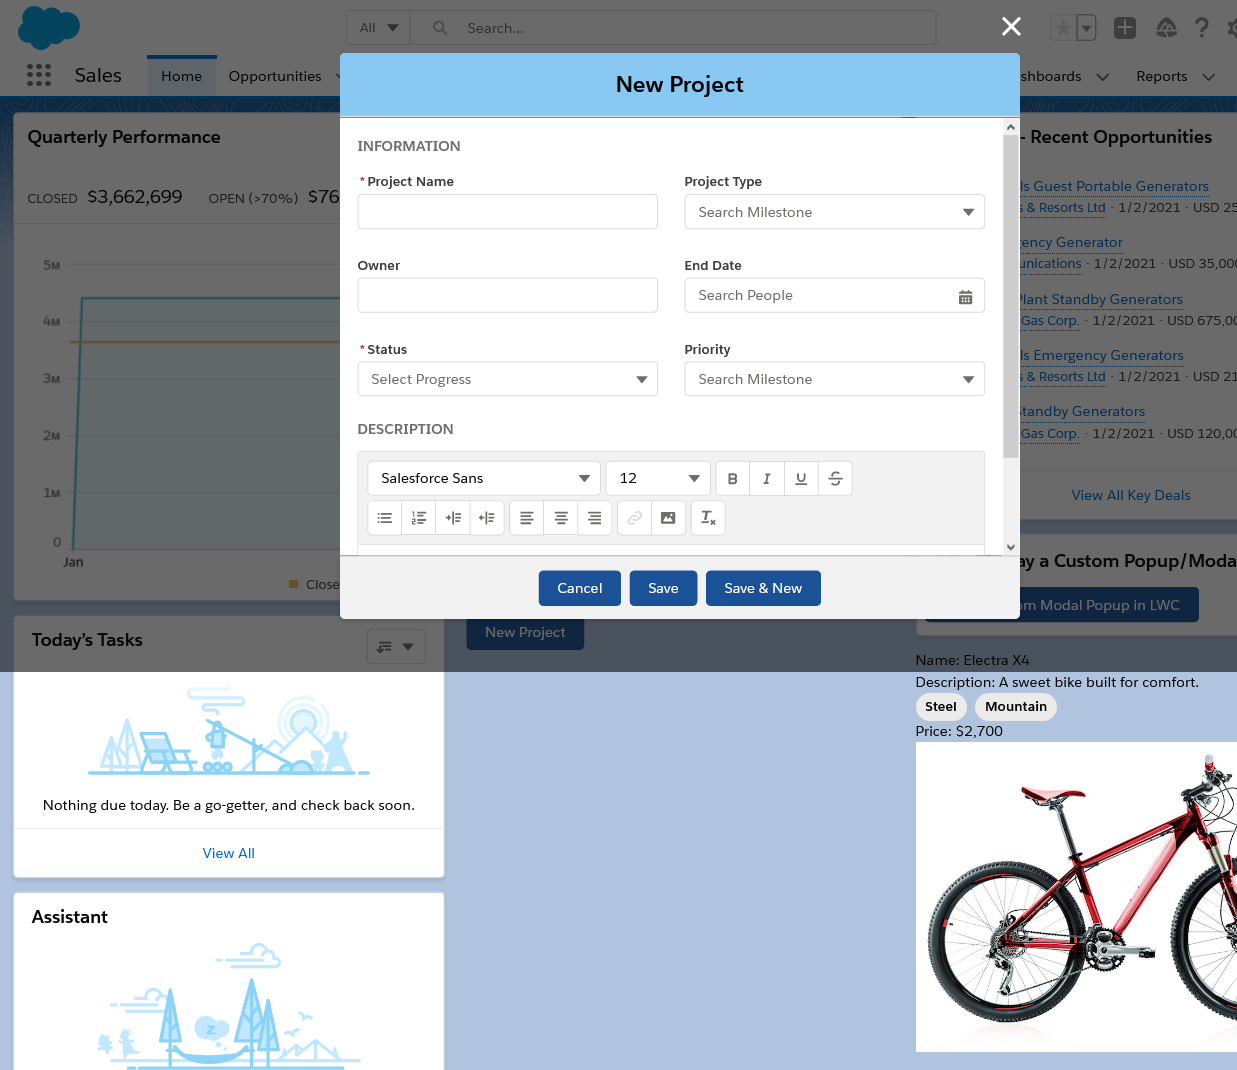 All
Search...
Sales
Home
Opportunities
Reports
New Project
INFORMATION
* Project Name
Project Type
Search Milestone
Owner
End Date
Search People
* Status
Select Progress
Priority
Search Milestone
DESCRIPTION
Salesforce Sans
12
B I U S
Cancel
Save
Save & New
Quarterly Performance
CLOSED $3,662,699 OPEN (>70%) $76
5M
4M
3M
2M
1M
0
Jan
Close
Today's Tasks
Nothing due today. Be a go-getter, and check back soon.
View All
Assistant
z
New Project
- Recent Opportunities
ls Guest Portable Generators
s & Resorts Ltd · 1/2/2021 · USD 25
ency Generator
unications · 1/2/2021 · USD 35,00
Plant Standby Generators
Gas Corp. · 1/2/2021 · USD 675,00
ls Emergency Generators
s & Resorts Ltd · 1/2/2021 · USD 21
Standby Generators
Gas Corp. · 1/2/2021 · USD 120,00
View All Key Deals
ay a Custom Popup/Moda
om Modal Popup in LWC
Name: Electra X4
Description: A sweet bike built for comfort.
Steel Mountain
Price: $2,700